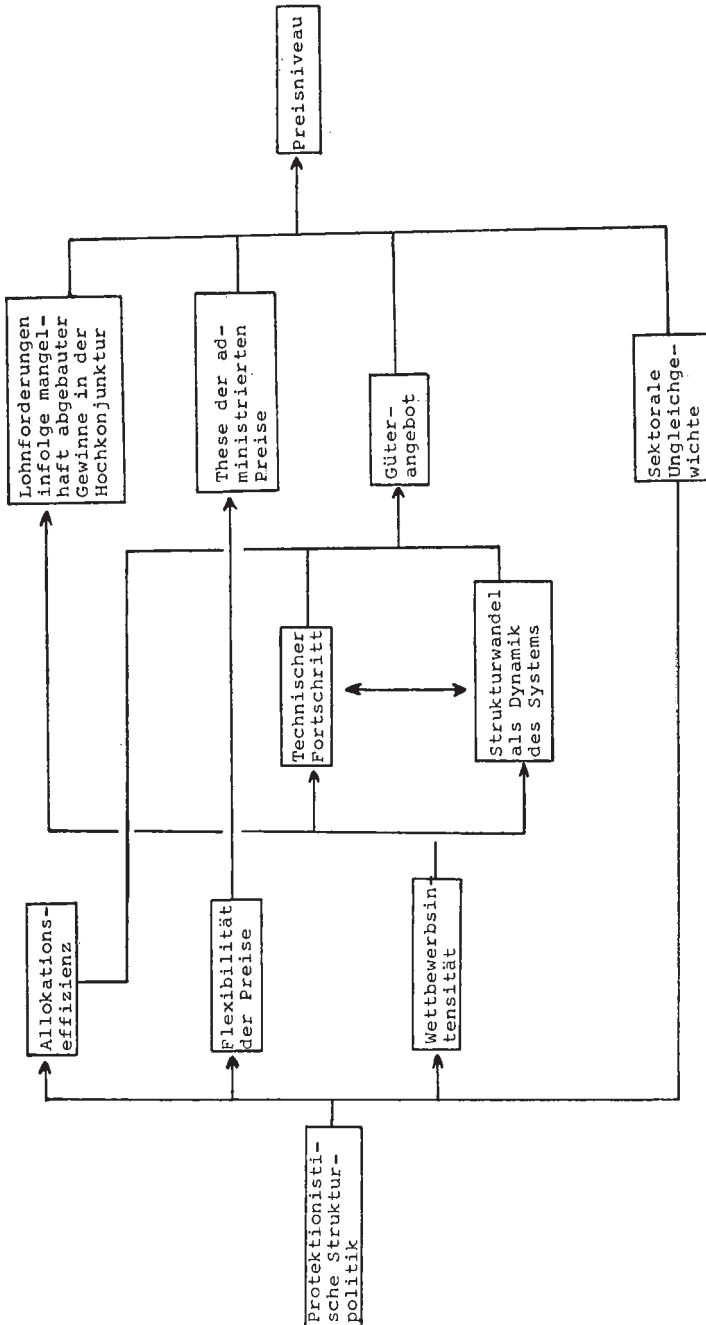 Protektionisti-
sche Struktur-
politik
Allokations-
effizienz
Flexibilität
der Preise
Wettbewerbsin-
tensität
Technischer
Fortschritt
Strukturwandel
als Dynamik
des Systems
Lohnforderungen
infolge mangel-
haft abgebauter
Gewinne in der
Hochkonjunktur
These der ad-
ministrierten
Preise
Güter-
angebot
Sektorale
Ungleichge-
wichte
Preisniveau